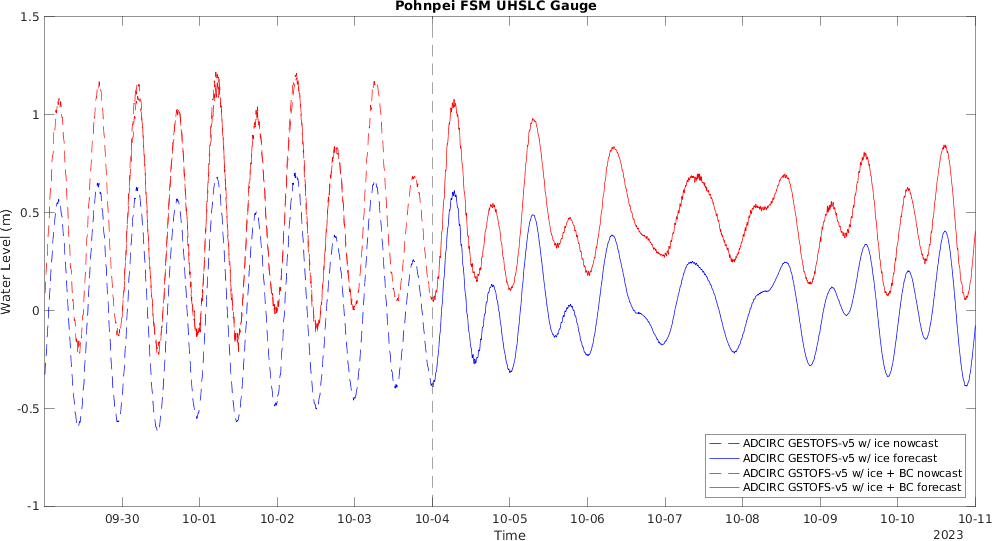 Pohnpei FSM UHSLC Gauge
1.5
1
0.5
0
-0.5
-1
Water Level (m)
ADCIRC GESTOFS-v5 w/ ice nowcast
ADCIRC GESTOFS-v5 w/ ice forecast
ADCIRC GSTOFS-v5 w/ ice + BC nowcast
ADCIRC GSTOFS-v5 w/ ice + BC forecast
09-30 10-01 10-02 10-03 10-04 10-05 10-06 10-07 10-08 10-09 10-10 10-11
Time
2023